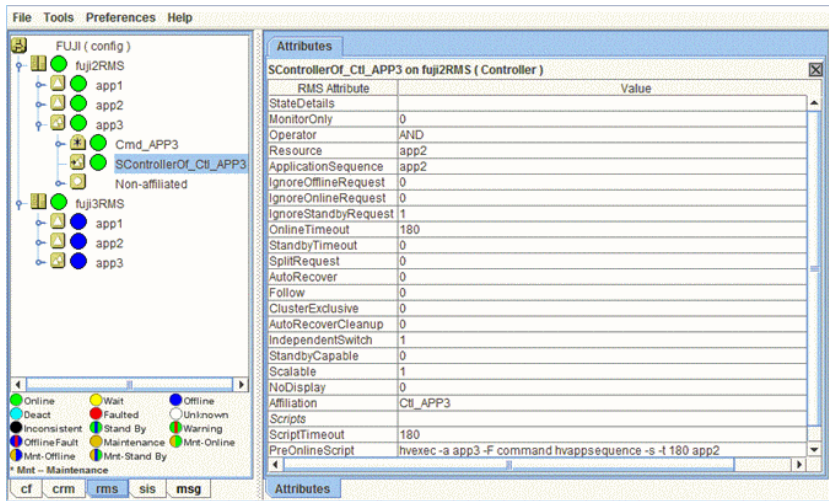 File Tools Preferences Help
FUJI ( config )
fuji2RMS
app1
app2
app3
Cmd_APP3
SControllerOf_Ctl_APP3
Non-affiliated
fuji3RMS
app1
app2
app3
Online Wait Offline
Deact Faulted Unknown
Inconsistent Stand By Warning
Offline Fault Maintenance Mnt-Online
Mnt-Offline Mnt-Stand By
* Mnt -- Maintenance
cf crm rms sis msg
Attributes
SControllerOf_Ctl_APP3 on fuji2RMS ( Controller )
RMS Attribute Value
StateDetails
MonitorOnly 0
Operator AND
Resource app2
ApplicationSequence app2
IgnoreOfflineRequest 0
IgnoreOnlineRequest 0
IgnoreStandbyRequest 1
OnlineTimeout 180
StandbyTimeout 0
SplitRequest 0
AutoRecover 0
Follow 0
ClusterExclusive 0
AutoRecoverCleanup 0
IndependentSwitch 1
StandbyCapable 0
Scalable 1
NoDisplay 0
Affiliation Ctl_APP3
Scripts
ScriptTimeout 180
PreOnlineScript hvexec -a app3 -F command hvappsequence -s -t 180 app2
Attributes